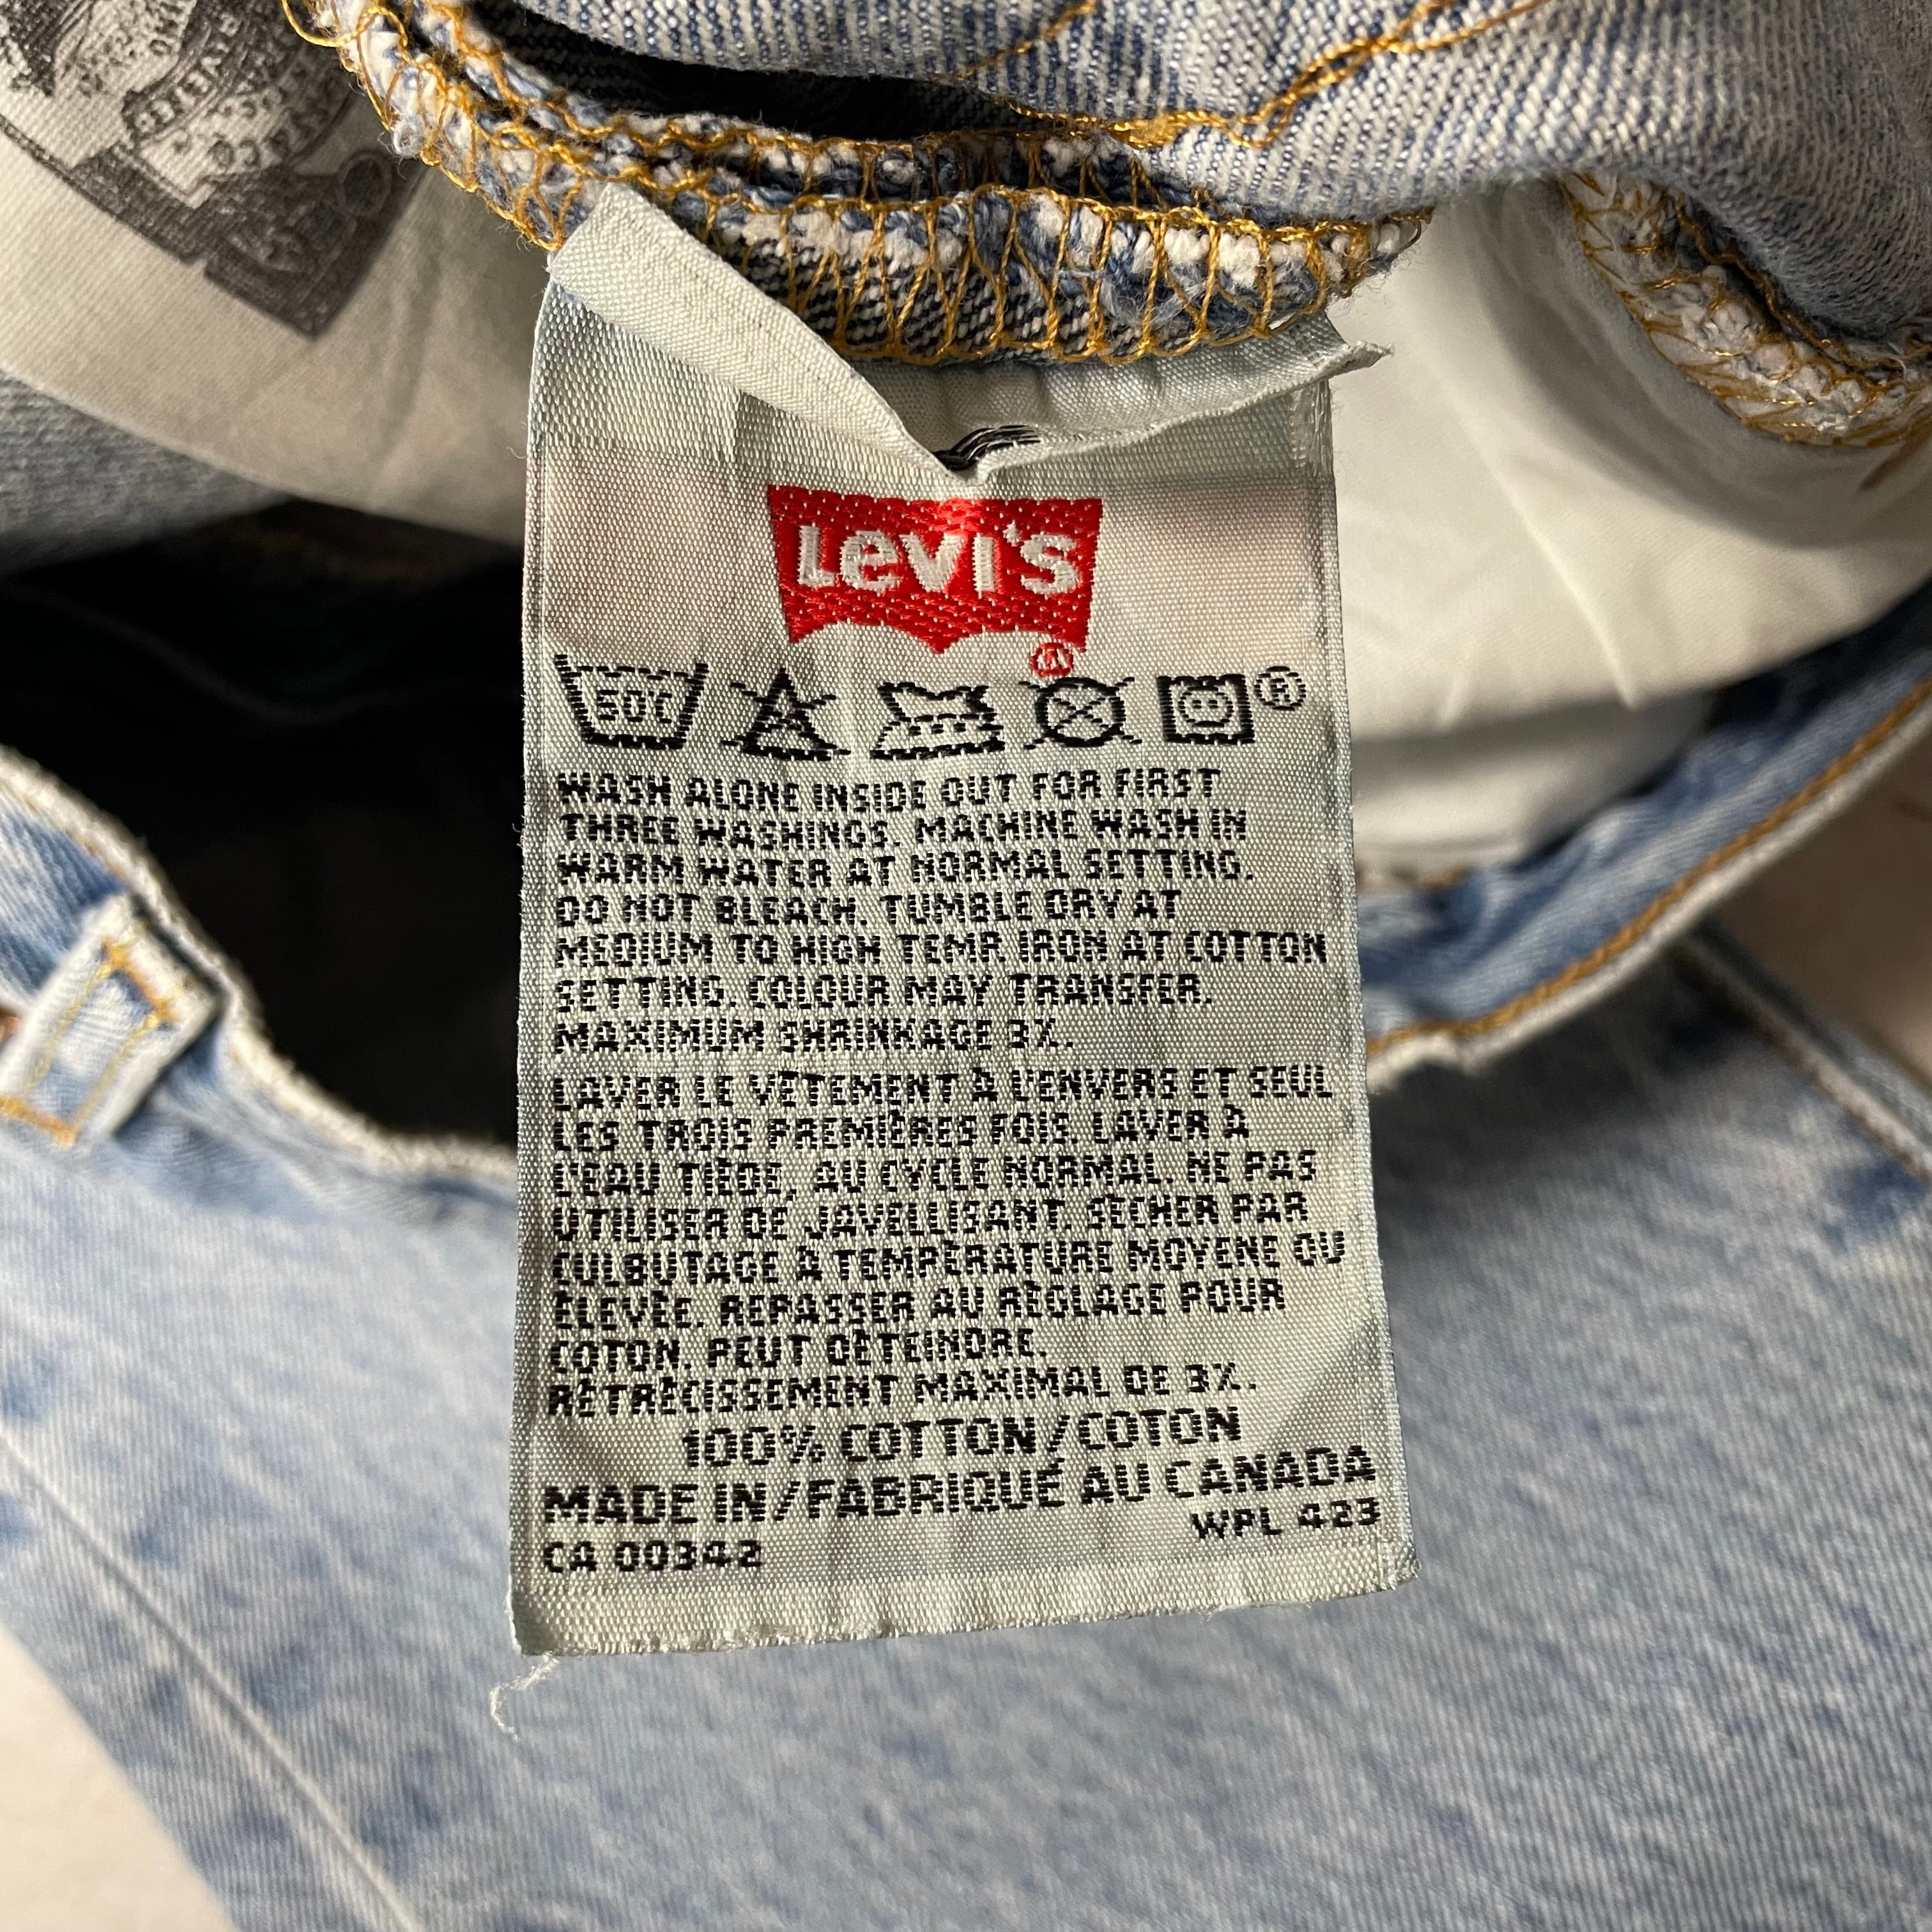 LEVI'S
®
50°C
®
WASH ALONE INSIDE OUT FOR FIRST
THREE WASHINGS. MACHINE WASH IN
WARM WATER AT NORMAL SETTING.
DO NOT BLEACH. TUMBLE DRY AT
MEDIUM TO HIGH TEMP. IRON AT COTTON
SETTING. COLOUR MAY TRANSFER.
MAXIMUM SHRINKAGE 3%.
LAVER LE VÊTEMENT À L'ENVERS ET SEUL
LES TROIS PREMIÈRES FOIS. LAVER À
L'EAU TIÈDE, AU CYCLE NORMAL. NE PAS
UTILISER DE JAVELLISANT. SÉCHER PAR
CULBUTAGE À TEMPÉRATURE MOYENE OU
ÉLEVÉE. REPASSER AU RÉGLAGE POUR
COTON. PEUT DÉTEINDRE.
RÉTRÉCISSEMENT MAXIMAL DE 3%.
100% COTTON/COTON
MADE IN/FABRIQUÉ AU CANADA
WPL 423
CA 00342